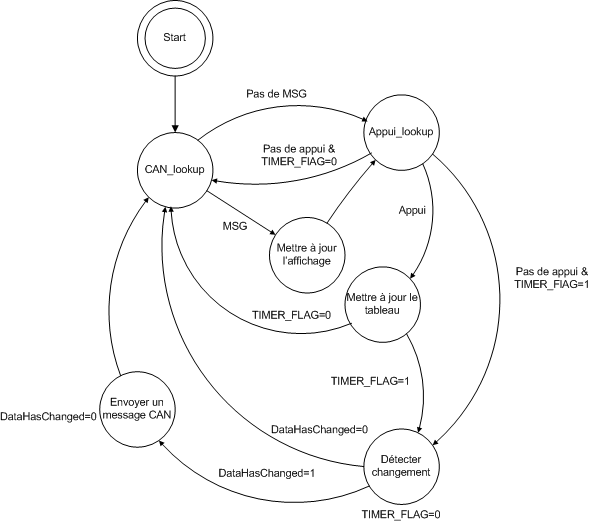 Start
Pas de MSG
Appui_lookup
Pas de appui &
TIMER_FlAG=0
CAN_lookup
Appui
MSG
Mettre à jour
l'affichage
Pas de appui &
TIMER_FlAG=1
Mettre à jour le
tableau
TIMER_FLAG=0
TIMER_FLAG=1
Envoyer un
message CAN
DataHasChanged=0
DataHasChanged=0
Détecter
changement
DataHasChanged=1
TIMER_FLAG=0